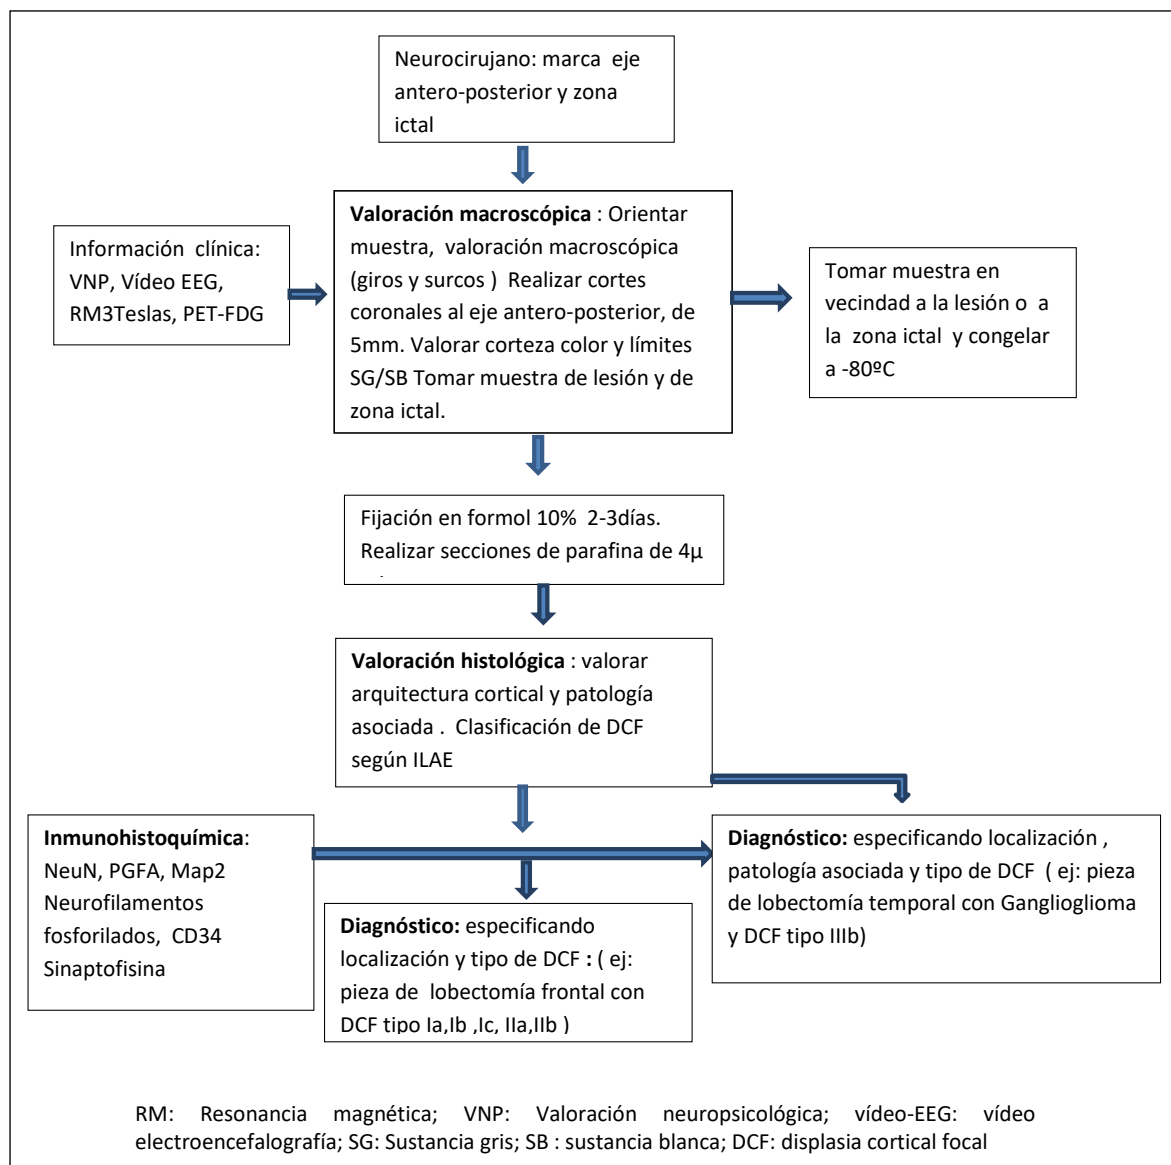 Neurocirujano: marca eje
antero-posterior y zona
ictal
Información clínica:
VNP, Vídeo EEG,
RM3Teslas, PET-FDG
Valoración macroscópica : Orientar
muestra, valoración macroscópica
(giros y surcos ) Realizar cortes
coronales al eje antero-posterior, de
5mm. Valorar corteza color y límites
SG/SB Tomar muestra de lesión y de
zona ictal.
Tomar muestra en
vecindad a la lesión o a
la zona ictal y congelar
a -80ºC
Fijación en formol 10% 2-3días.
Realizar secciones de parafina de 4µ
Valoración histológica : valorar
arquitectura cortical y patología
asociada . Clasificación de DCF
según ILAE
Inmunohistoquímica:
NeuN, PGFA, Map2
Neurofilamentos
fosforilados, CD34
Sinaptofisina
Diagnóstico: especificando
localización y tipo de DCF : ( ej:
pieza de lobectomía frontal con
DCF tipo Ia,Ib ,Ic, IIa,IIb )
Diagnóstico: especificando localización ,
patología asociada y tipo de DCF ( ej: pieza
de lobectomía temporal con Ganglioglioma
y DCF tipo IIIb)
RM: Resonancia magnética; VNP: Valoración neuropsicológica; vídeo-EEG: vídeo
electroencefalografía; SG: Sustancia gris; SB : sustancia blanca; DCF: displasia cortical focal